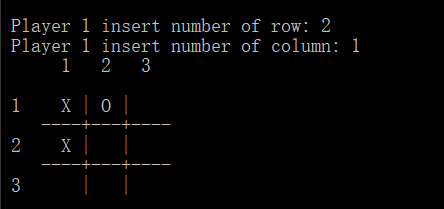 Player 1 insert number of row: 2
Player 1 insert number of column: 1
1 2 3
1 X | O |
----+---+----
2 X | |
----+---+----
3 | |